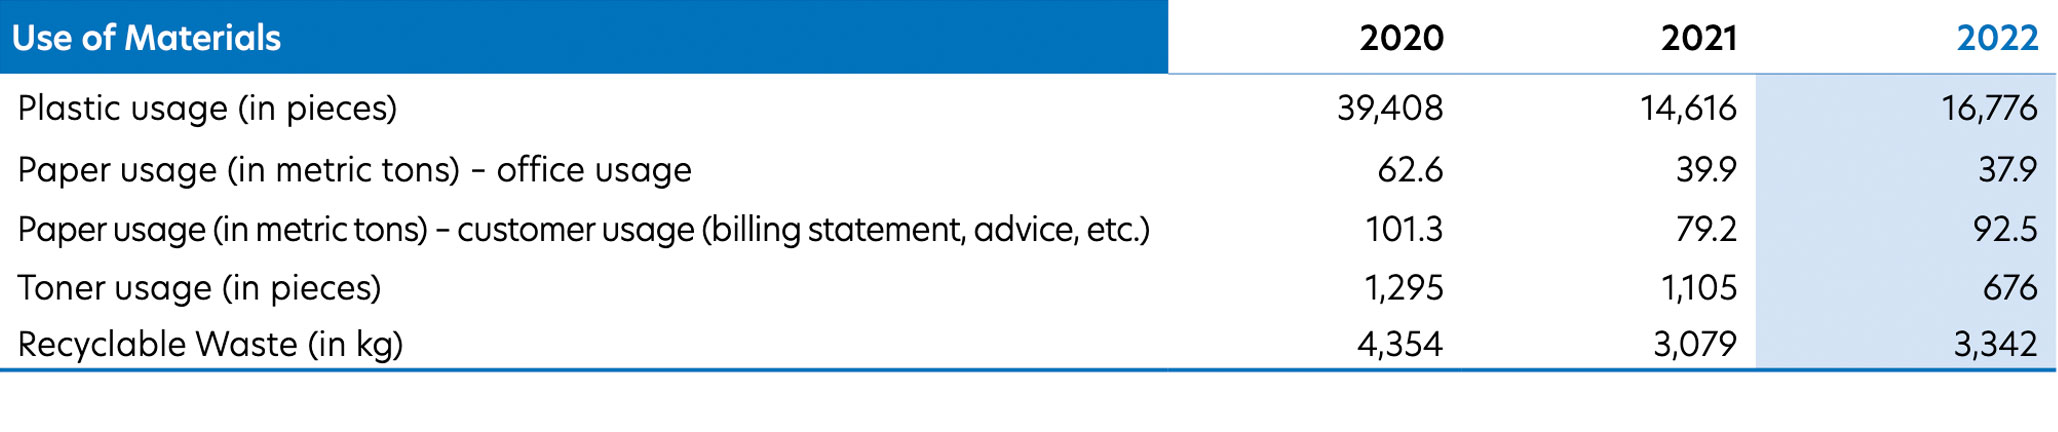 Use of Materials 2020 2021 2022
Plastic usage (in pieces) 39,408 14,616 16,776
Paper usage (in metric tons) – office usage 62.6 39.9 37.9
Paper usage (in metric tons) – customer usage (billing statement, advice, etc.) 101.3 79.2 92.5
Toner usage (in pieces) 1,295 1,105 676
Recyclable Waste (in kg) 4,354 3,079 3,342